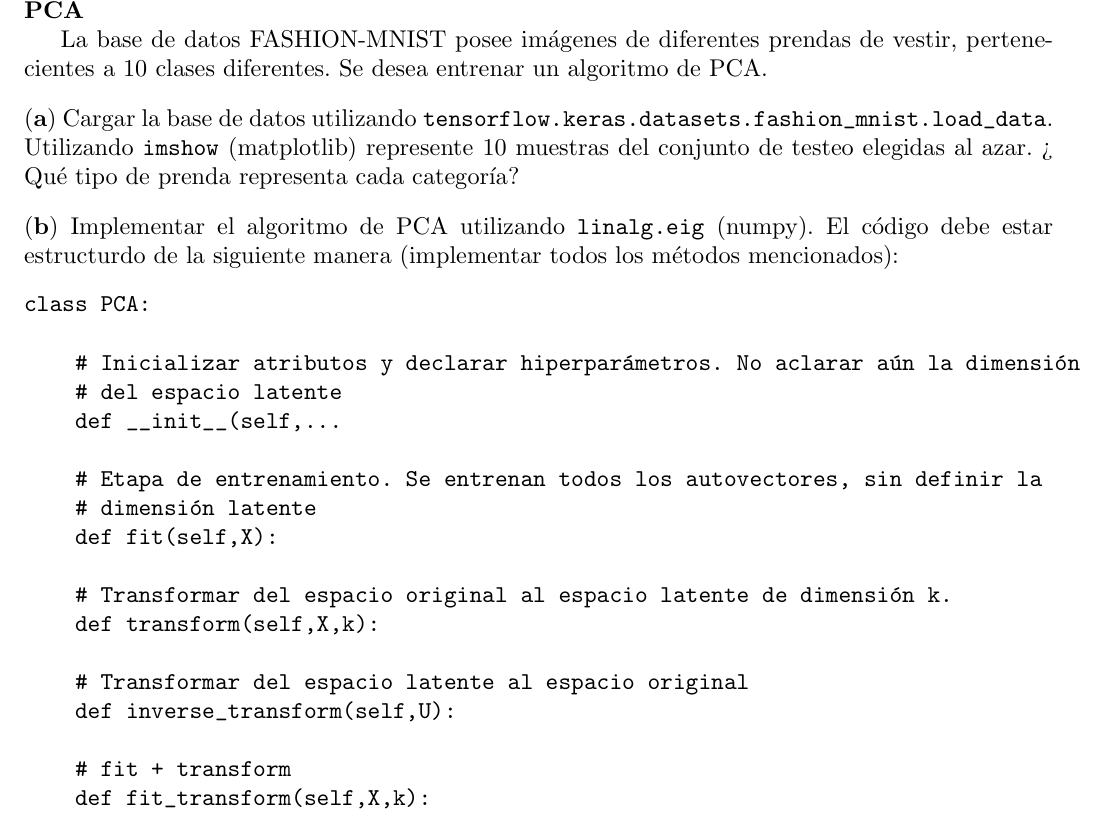 PCA
La base de datos FASHION-MNIST posee imágenes de diferentes prendas de vestir, pertene-
cientes a 10 clases diferentes. Se desea entrenar un algoritmo de PCA.
(a) Cargar la base de datos utilizando tensorflow.keras.datasets.fashion_mnist.load_data.
Utilizando imshow (matplotlib) represente 10 muestras del conjunto de testeo elegidas al azar. ¿
Qué tipo de prenda representa cada categoría?
(b) Implementar el algoritmo de PCA utilizando linalg.eig (numpy). El código debe estar
estructurdo de la siguiente manera (implementar todos los métodos mencionados):
class PCA:
# Inicializar atributos y declarar hiperparámetros. No aclarar aún la dimensión
# del espacio latente
def __init__(self,...
# Etapa de entrenamiento. Se entrenan todos los autovectores, sin definir la
# dimensión latente
def fit(self,X):
# Transformar del espacio original al espacio latente de dimensión k.
def transform(self,X,k):
# Transformar del espacio latente al espacio original
def inverse_transform(self,U):
# fit + transform
def fit_transform(self,X,k):